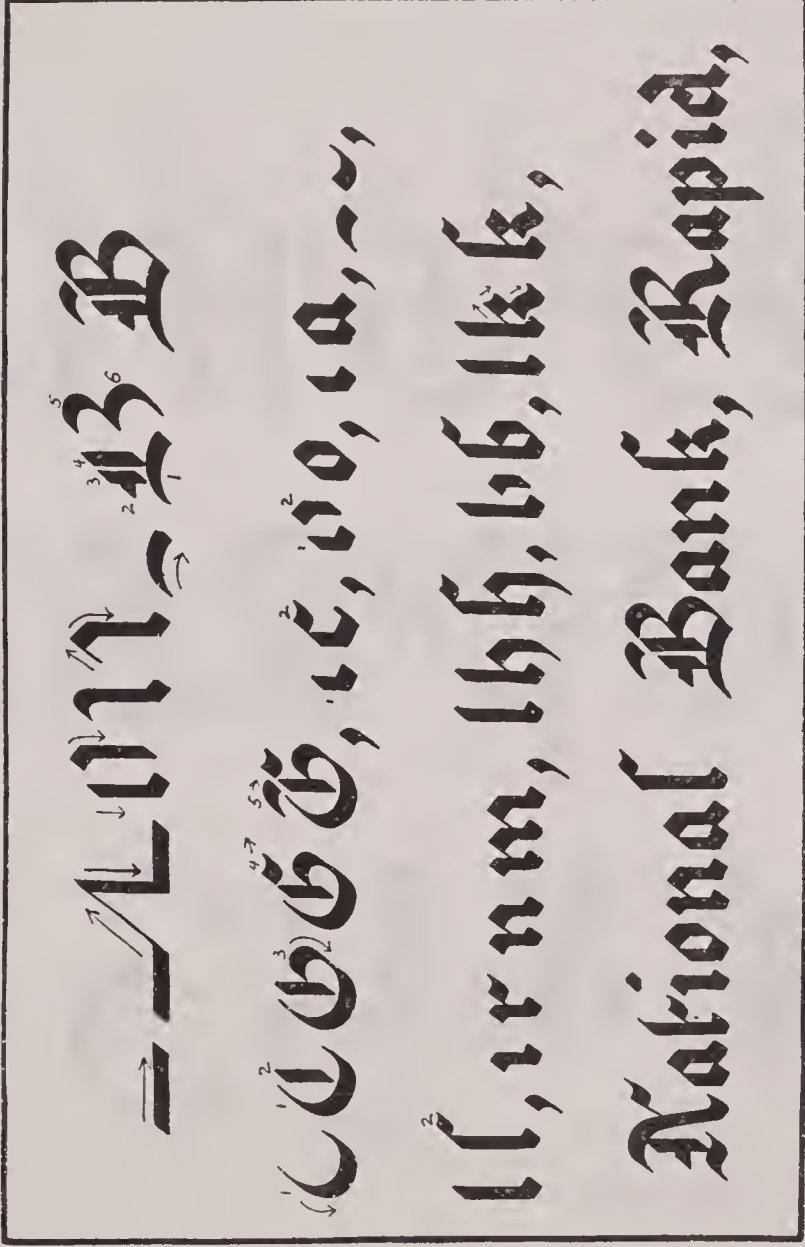 B B
G G, ı c, o, ı a,
l l, ı r n m, l h h, b b, l k k,
National Bank, Rapid,